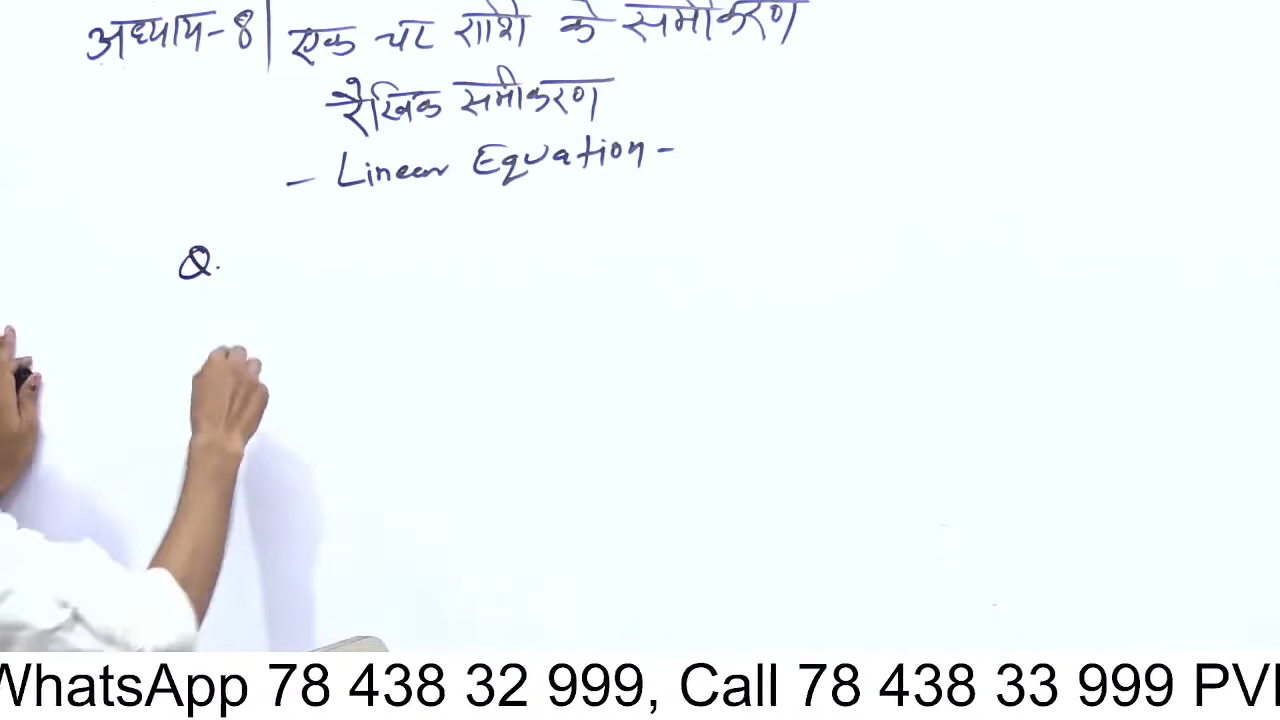 अध्याय-8| एक चर राशि के समीकरण
रैखिक समीकरण
- Linear Equation -
Q.
WhatsApp 78 438 32 999, Call 78 438 33 999 PVI